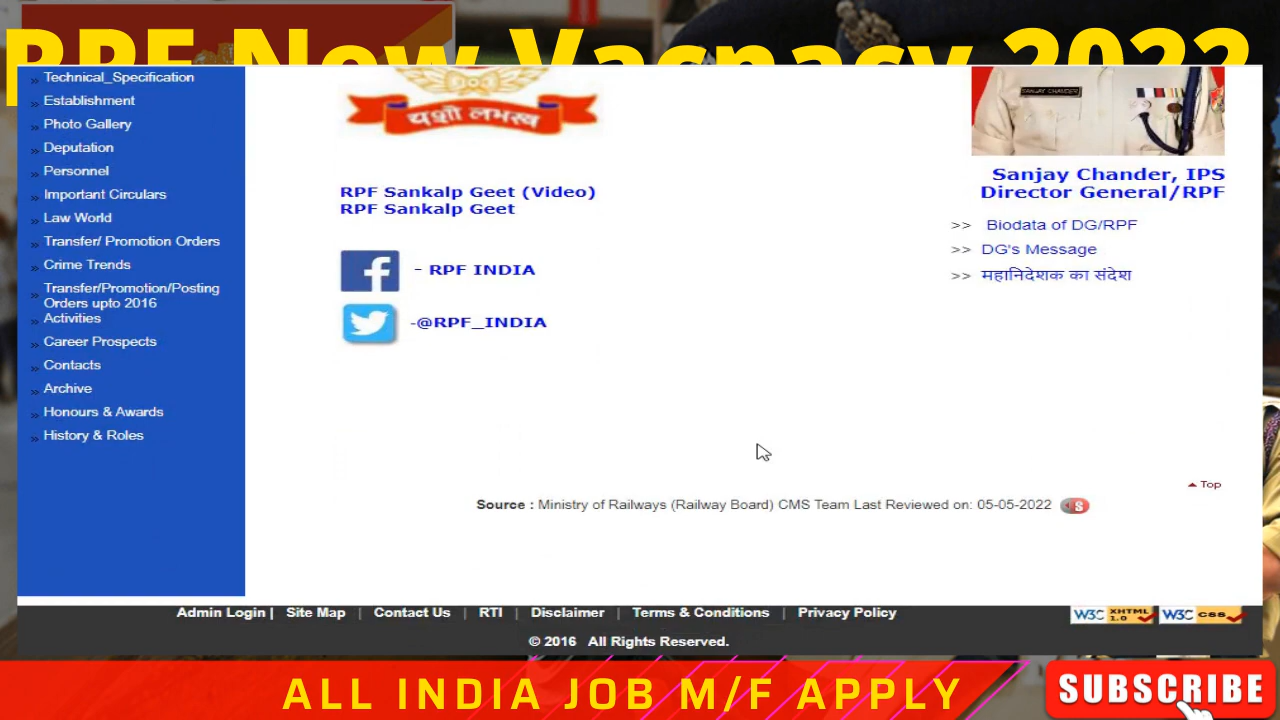 RPF New Vacnacy 2022
Technical_Specification
Establishment
Photo Gallery
Deputation
Personnel
Important Circulars
Law World
Transfer/ Promotion Orders
Crime Trends
Transfer/Promotion/Posting
Orders upto 2016
Activities
Career Prospects
Contacts
Archive
Honours & Awards
History & Roles
यशो लभस्व
RPF Sankalp Geet (Video)
RPF Sankalp Geet
- RPF INDIA
-@RPF_INDIA
SANJAY CHANDER
Sanjay Chander, IPS
Director General/RPF
>> Biodata of DG/RPF
>> DG's Message
>> महानिदेशक का संदेश
Top
Source : Ministry of Railways (Railway Board) CMS Team Last Reviewed on: 05-05-2022 S
Admin Login | Site Map | Contact Us | RTI | Disclaimer | Terms & Conditions | Privacy Policy
W3C XHTML 1.0 W3C css
© 2016 All Rights Reserved.
ALL INDIA JOB M/F APPLY
SUBSCRIBE